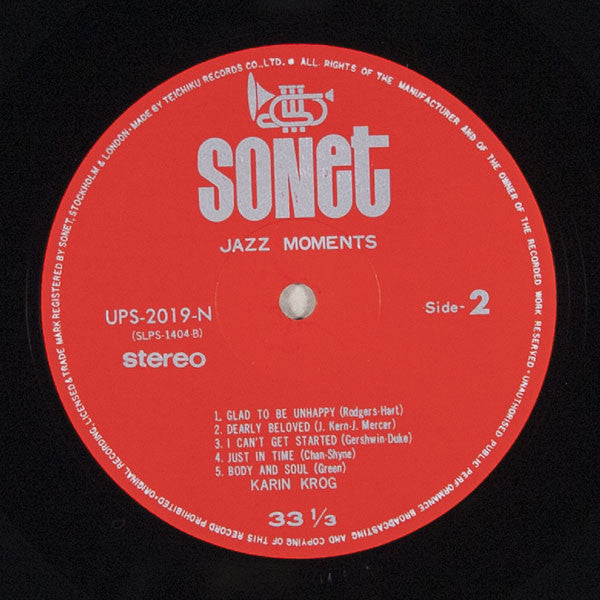 SONET
JAZZ MOMENTS
UPS-2019-N
(SLPS-1404-B)
stereo
Side-2
1. GLAD TO BE UNHAPPY (Rodgers-Hart)
2. DEARLY BELOVED (J. Kern-J. Mercer)
3. I CAN'T GET STARTED (Gershwin-Duke)
4. JUST IN TIME (Chan-Shyne)
5. BODY AND SOUL (Green)
KARIN KROG
33 1/3
LICENSED & TRADE MARK REGISTERED BY SONET, STOCKHOLM & LONDON-MADE BY TEICHIKU RECORDS CO., LTD. ● ALL RIGHTS OF THE MANUFACTURER AND OF THE OWNER OF THE RECORDED WORK RESERVED-UNAUTHORISED PUBLIC PERFORMANCE BROADCASTING AND COPYING OF THIS RECORD PROHIBITED-ORIGINAL RECORDING,